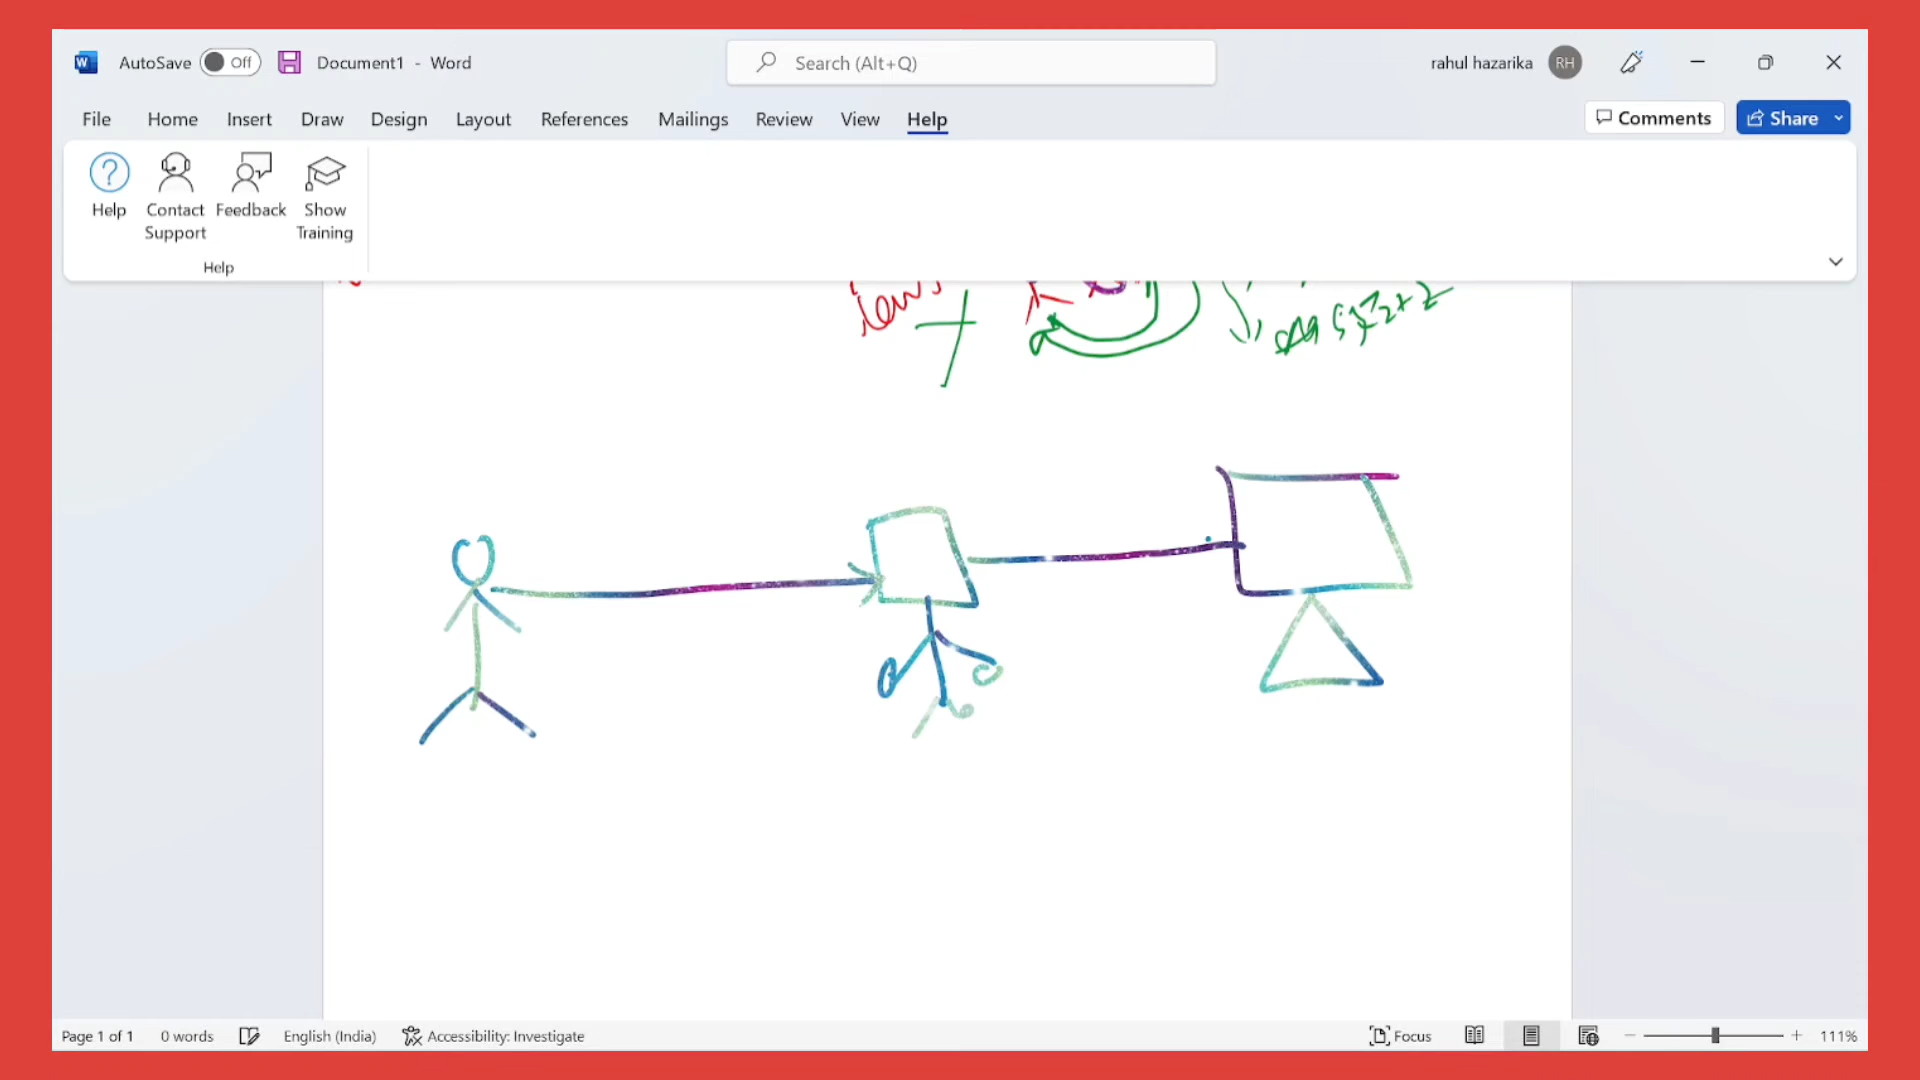 AutoSave Off Document1 - Word Search (Alt+Q) rahul hazarika RH
File Home Insert Draw Design Layout References Mailings Review View Help Comments Share
Help Contact Support Feedback Show Training
Help
Page 1 of 1 0 words English (India) Accessibility: Investigate Focus 111%